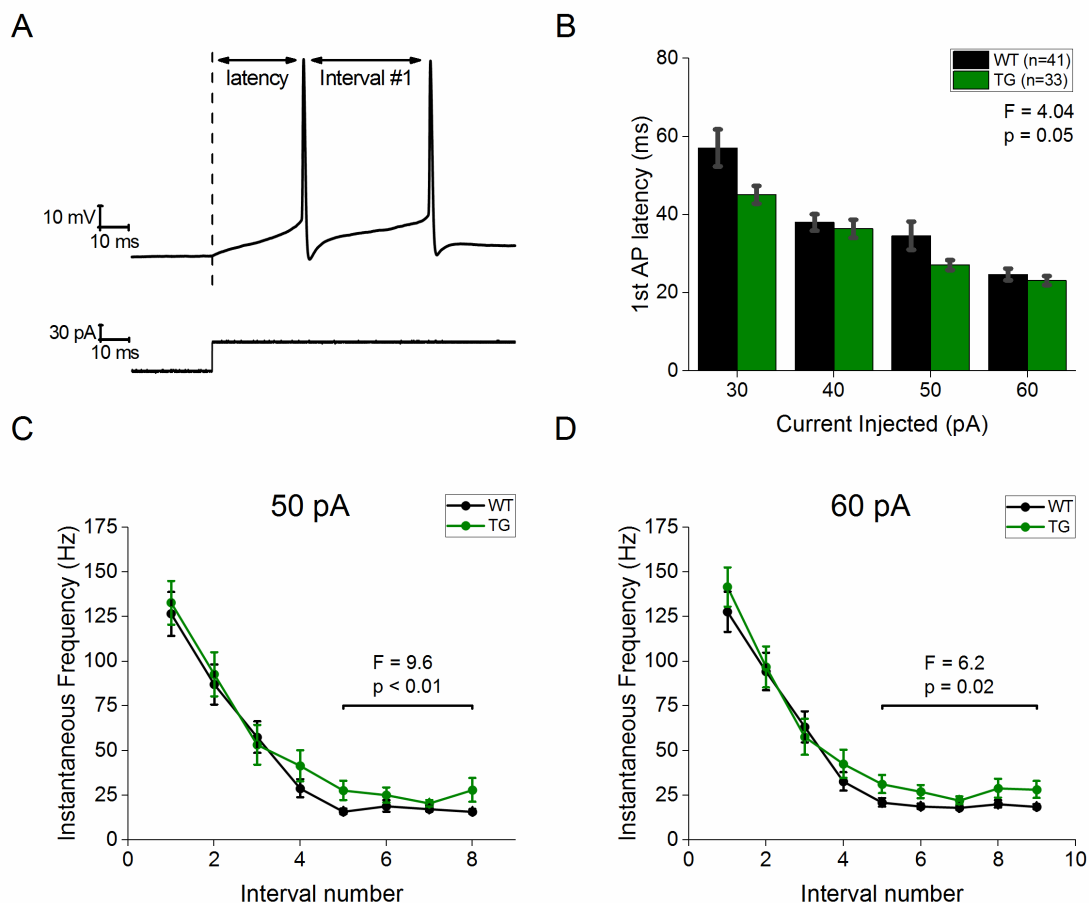 A
latency
Interval #1
10 mV
10 ms
30 pA
10 ms
B
WT (n=41)
TG (n=33)
F = 4.04
p = 0.05
1st AP latency (ms)
80
60
40
20
0
30 40 50 60
Current Injected (pA)
C
50 pA
WT
TG
Instantaneous Frequency (Hz)
175
150
125
100
75
50
25
0
F = 9.6
p < 0.01
0 2 4 6 8
Interval number
D
60 pA
WT
TG
Instantaneous Frequency (Hz)
175
150
125
100
75
50
25
0
F = 6.2
p = 0.02
0 2 4 6 8 10
Interval number